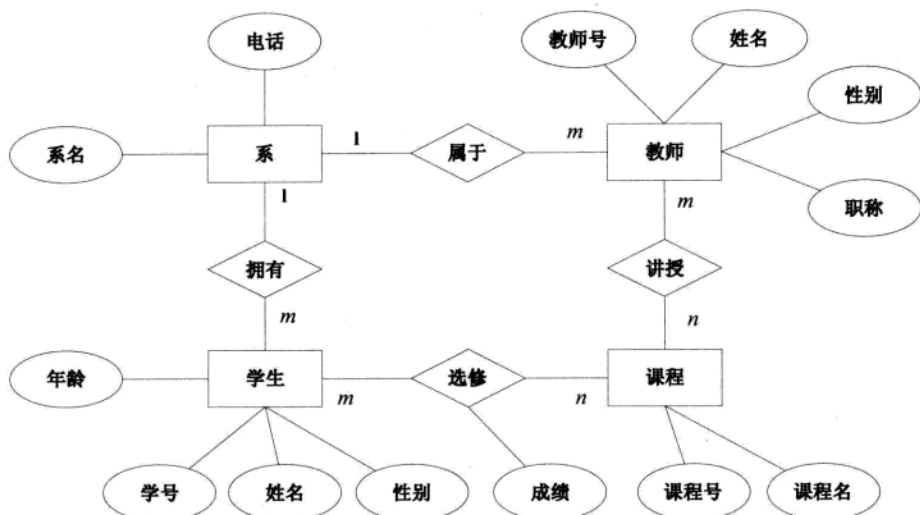 电话
教师号
姓名
性别
系名
系
1
属于
m
教师
职称
1
m
拥有
讲授
m
n
年龄
学生
m
选修
n
课程
学号
姓名
性别
成绩
课程号
课程名